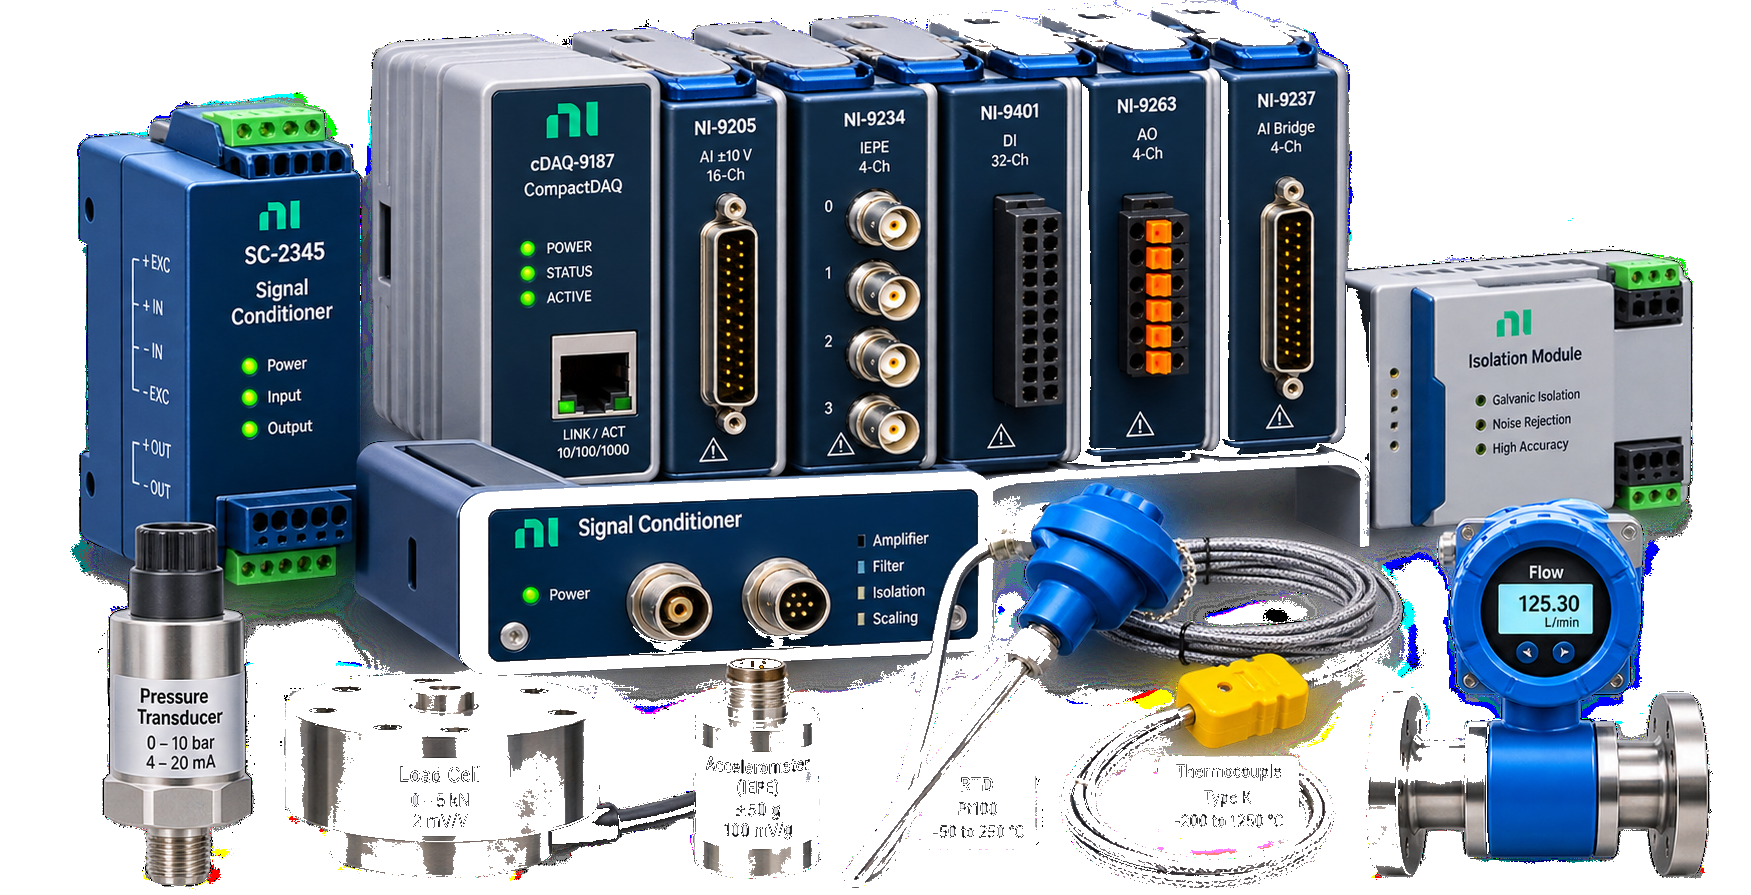 NI
SC-2345
Signal
Conditioner
+EXC
+IN
-IN
-EXC
+OUT
-OUT
Power
Input
Output
NI
cDAQ-9187
CompactDAQ
POWER
STATUS
ACTIVE
LINK / ACT
10/100/1000
NI-9205
AI ±10 V
16-Ch
NI-9234
IEPE
4-Ch
0
1
2
3
NI-9401
DI
32-Ch
NI-9263
AO
4-Ch
NI-9237
AI Bridge
4-Ch
NI
Isolation Module
Galvanic Isolation
Noise Rejection
High Accuracy
NI
Signal Conditioner
Power
Amplifier
Filter
Isolation
Scaling
Pressure
Transducer
0 – 10 bar
4 – 20 mA
Load Cell
0 – 5 kN
2 mV/V
Accelerometer
(IEPE)
±50 g
100 mV/g
RTD
Pt100
-50 to 250 °C
Thermocouple
Type K
-200 to 1250 °C
Flow
125.30
L/min